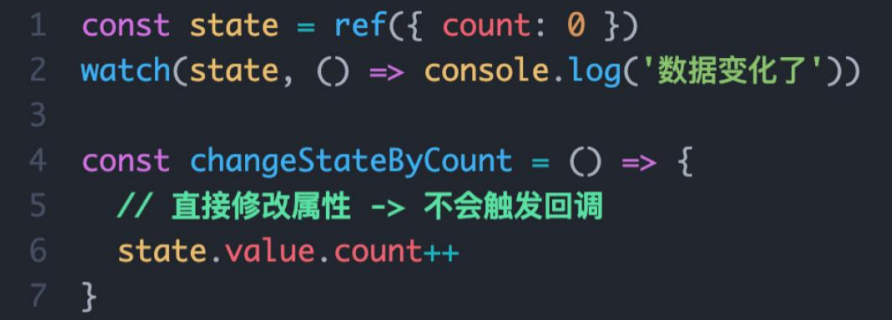 1 const state = ref({ count: 0 })
2 watch(state, () => console.log('数据变化了'))
3
4 const changeStateByCount = () => {
5   // 直接修改属性 -> 不会触发回调
6   state.value.count++
7 }